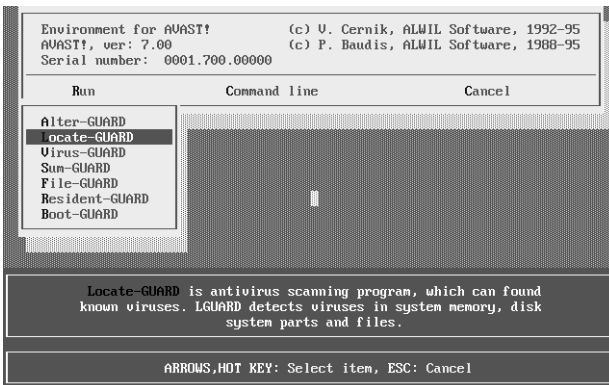 Environment for AVAST! (c) V. Cernik, ALWIL Software, 1992-95
AVAST!, ver: 7.00 (c) P. Baudis, ALWIL Software, 1988-95
Serial number: 0001.700.00000
Run Command line Cancel
Alter-GUARD
Locate-GUARD
Virus-GUARD
Sum-GUARD
File-GUARD
Resident-GUARD
Boot-GUARD
Locate-GUARD is antivirus scanning program, which can found
known viruses. LGUARD detects viruses in system memory, disk
system parts and files.
ARROWS,HOT KEY: Select item, ESC: Cancel